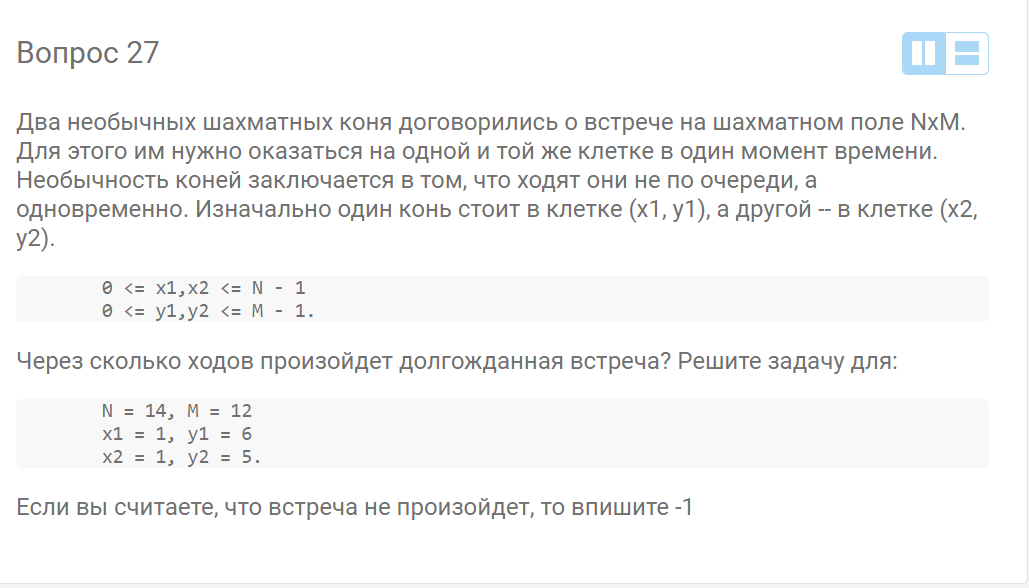 Вопрос 27
Два необычных шахматных коня договорились о встрече на шахматном поле NxM.
Для этого им нужно оказаться на одной и той же клетке в один момент времени.
Необычность коней заключается в том, что ходят они не по очереди, а
одновременно. Изначально один конь стоит в клетке (x1, y1), а другой -- в клетке (x2,
y2).
0 <= x1,x2 <= N - 1
0 <= y1,y2 <= M - 1.
Через сколько ходов произойдет долгожданная встреча? Решите задачу для:
N = 14, M = 12
x1 = 1, y1 = 6
x2 = 1, y2 = 5.
Если вы считаете, что встреча не произойдет, то впишите -1